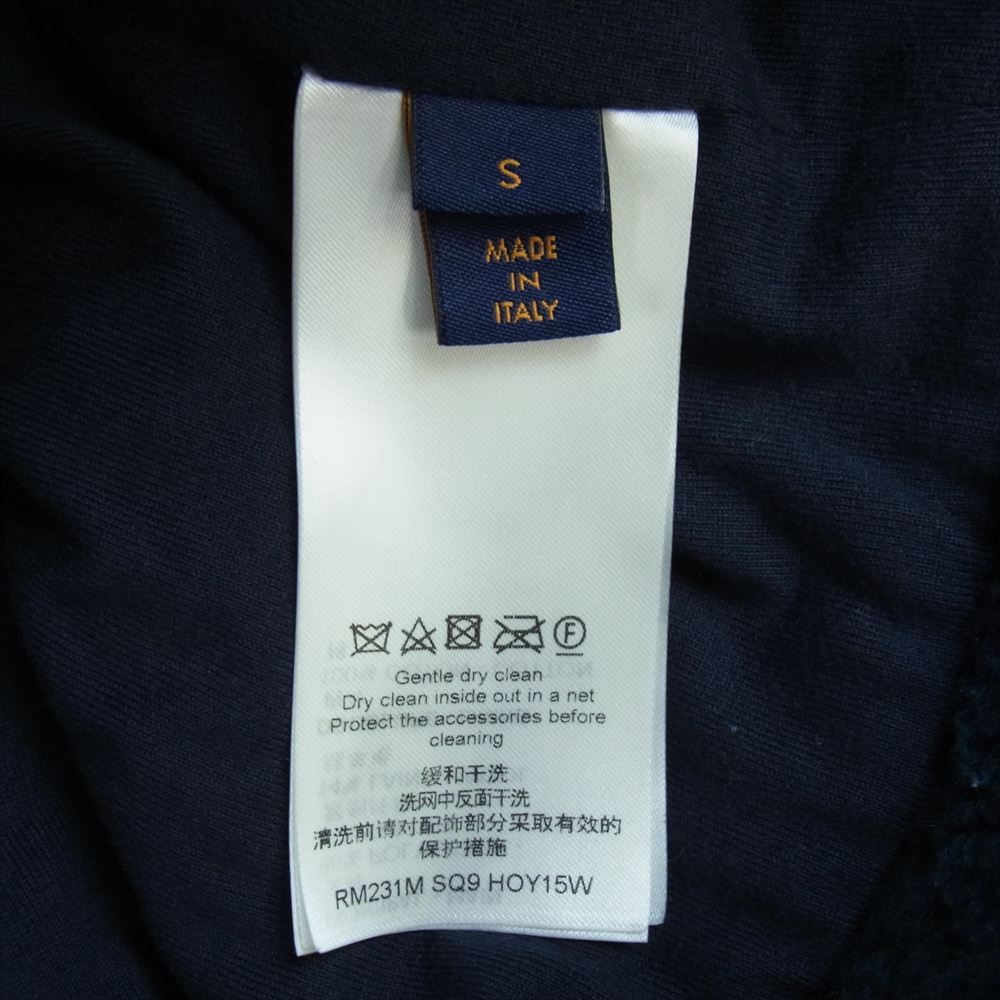 S
MADE
IN
ITALY
F
Gentle dry clean
Dry clean inside out in a net
Protect the accessories before
cleaning
缓和干洗
洗网中反面干洗
清洗前请对配饰部分采取有效的
保护措施
RM231M SQ9 HOY15W